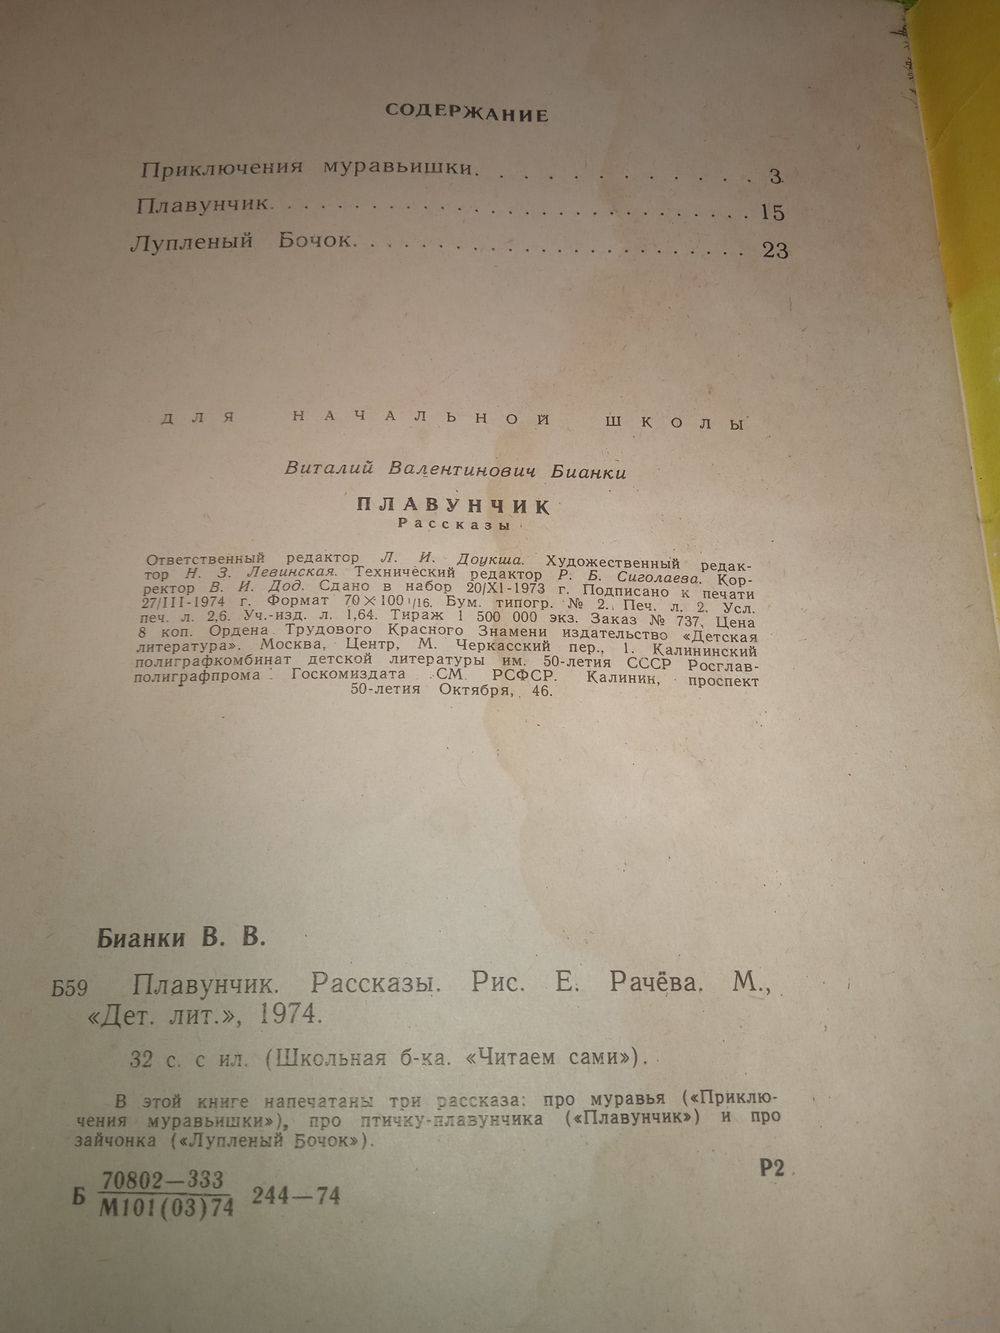 СОДЕРЖАНИЕ
Приключения муравьишки. . . . . . . . . . . . 3
Плавунчик. . . . . . . . . . . . . . . . . . . . . . . 15
Лупленый Бочок. . . . . . . . . . . . . . . . . . . 23
ДЛЯ НАЧАЛЬНОЙ ШКОЛЫ
Виталий Валентинович Бианки
ПЛАВУНЧИК
Рассказы
Ответственный редактор Л. И. Доукша. Художественный редак-
тор Н. З. Левинская. Технический редактор Р. Б. Сиголаева. Кор-
ректор В. И. Дод. Сдано в набор 20/XI-1973 г. Подписано к печати
27/III-1974 г. Формат 70×100 1/16. Бум. типогр. № 2. Печ. л. 2. Усл.
печ. л. 2,6. Уч.-изд. л. 1,64. Тираж 1 500 000 экз. Заказ № 737. Цена
8 коп. Ордена Трудового Красного Знамени издательство «Детская
литература». Москва, Центр, М. Черкасский пер., 1. Калининский
полиграфкомбинат детской литературы им. 50-летия СССР Росглав-
полиграфпрома Госкомиздата СМ РСФСР. Калинин, проспект
50-летия Октября, 46.
Бианки В. В.
Б59 Плавунчик. Рассказы. Рис. Е. Рачёва. М.,
«Дет. лит.», 1974.
32 с. с ил. (Школьная б-ка. «Читаем сами»).
В этой книге напечатаны три рассказа: про муравья («Приклю-
чения муравьишки»), про птичку-плавунчика («Плавунчик») и про
зайчонка («Лупленый Бочок»).
Р2
Б 70802—333
М101(03)74 244—74